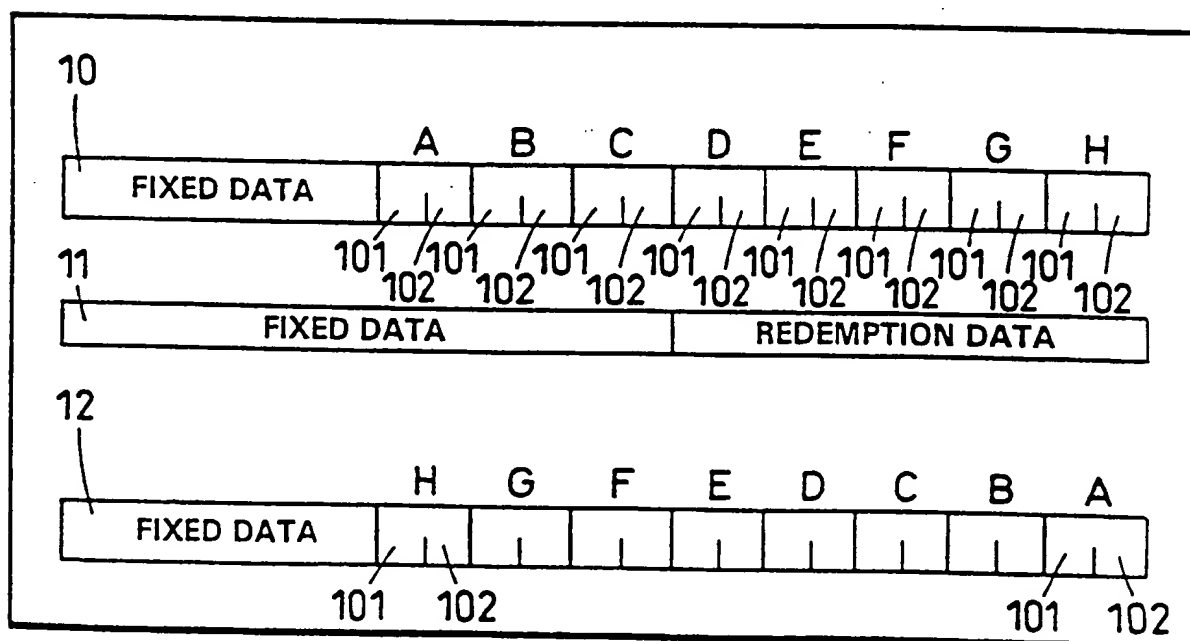 10
A B C D E F G H
FIXED DATA
101 101 101 101 101 101 101 101
102 102 102 102 102 102 102 102
11
FIXED DATA REDEMPTION DATA
12
H G F E D C B A
FIXED DATA
101 102 101 102